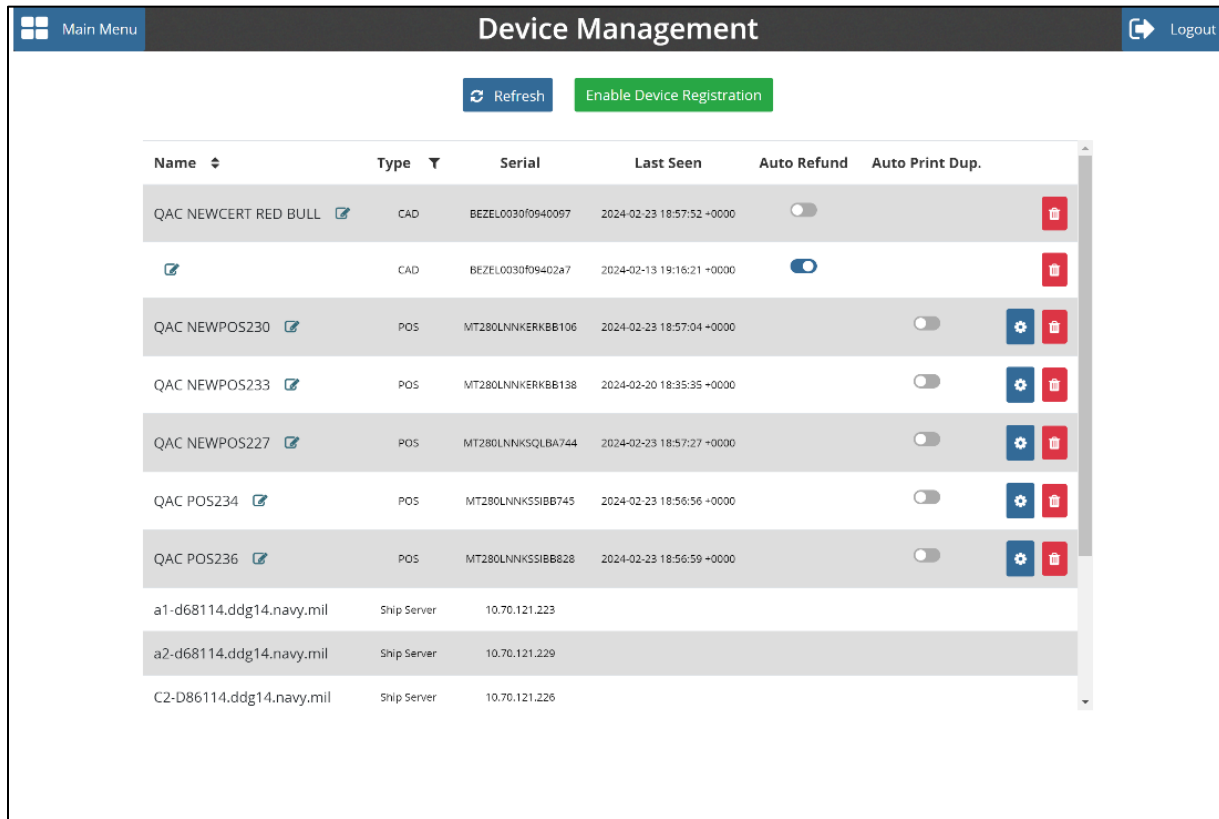 Main Menu Device Management Logout
Refresh Enable Device Registration
Name Type Serial Last Seen Auto Refund Auto Print Dup.
QAC NEWCERT RED BULL CAD BEZEL0030f0940097 2024-02-23 18:57:52 +0000
CAD BEZEL0030f09402a7 2024-02-13 19:16:21 +0000
QAC NEWPOS230 POS MT280LNNKERKBB106 2024-02-23 18:57:04 +0000
QAC NEWPOS233 POS MT280LNNKERKBB138 2024-02-20 18:35:35 +0000
QAC NEWPOS227 POS MT280LNNKSQLBA744 2024-02-23 18:57:27 +0000
QAC POS234 POS MT280LNNKSSIBB745 2024-02-23 18:56:56 +0000
QAC POS236 POS MT280LNNKSSIBB828 2024-02-23 18:56:59 +0000
a1-d68114.ddg14.navy.mil Ship Server 10.70.121.223
a2-d68114.ddg14.navy.mil Ship Server 10.70.121.229
C2-D86114.ddg14.navy.mil Ship Server 10.70.121.226